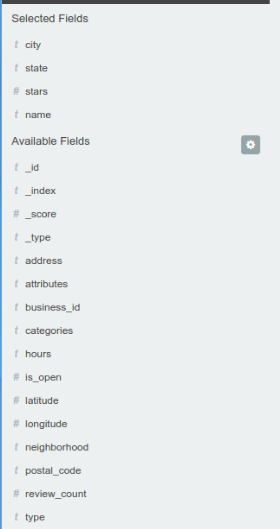 Selected Fields
t city
t state
# stars
t name
Available Fields
t _id
t _index
# _score
t _type
t address
t attributes
t business_id
t categories
t hours
# is_open
# latitude
# longitude
t neighborhood
t postal_code
# review_count
t type